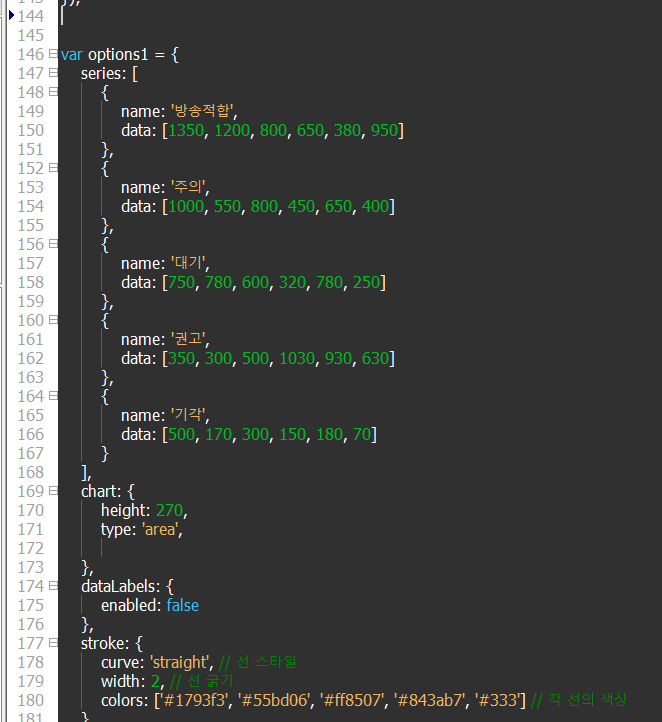 143 });
144
145
146 var options1 = {
147 series: [
148 {
149 name: '방송적합',
150 data: [1350, 1200, 800, 650, 380, 950]
151 },
152 {
153 name: '주의',
154 data: [1000, 550, 800, 450, 650, 400]
155 },
156 {
157 name: '대기',
158 data: [750, 780, 600, 320, 780, 250]
159 },
160 {
161 name: '권고',
162 data: [350, 300, 500, 1030, 930, 630]
163 },
164 {
165 name: '기각',
166 data: [500, 170, 300, 150, 180, 70]
167 }
168 ],
169 chart: {
170 height: 270,
171 type: 'area',
172
173 },
174 dataLabels: {
175 enabled: false
176 },
177 stroke: {
178 curve: 'straight', // 선 스타일
179 width: 2, // 선 굵기
180 colors: ['#1793f3', '#55bd06', '#ff8507', '#843ab7', '#333'] // 각 선의 색상
181 }